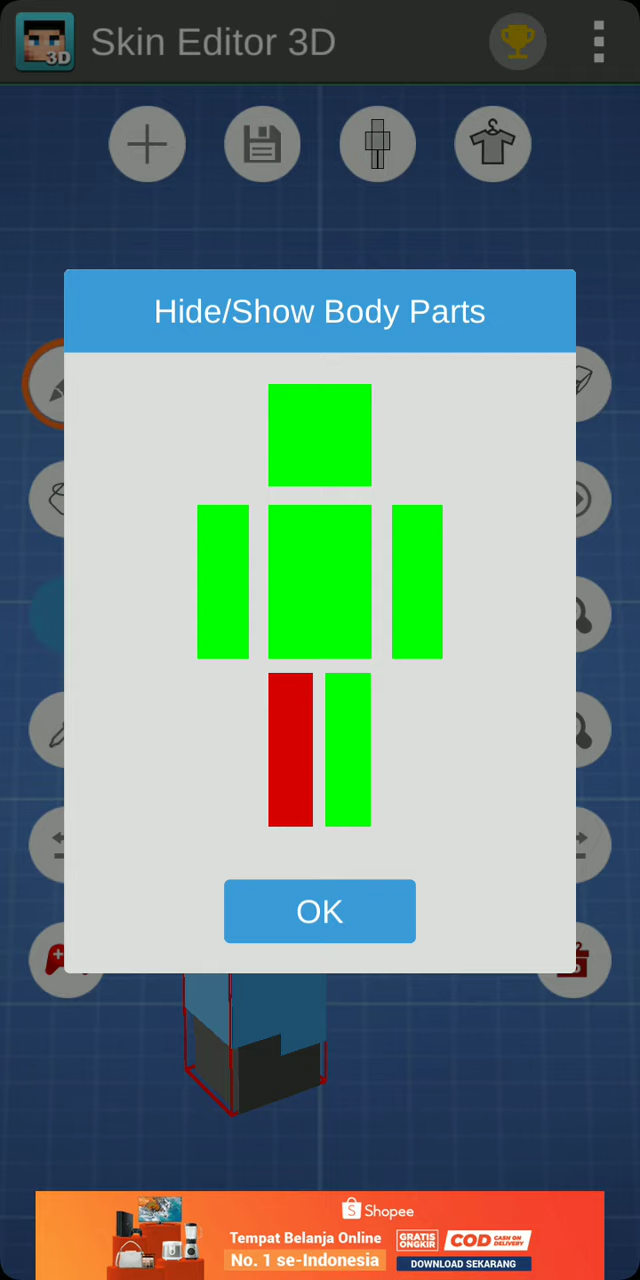 3D
Skin Editor 3D
Hide/Show Body Parts
OK
Shopee
Tempat Belanja Online
No. 1 se-Indonesia
GRATIS
ONGKIR
COD
CASH ON
DELIVERY
DOWNLOAD SEKARANG